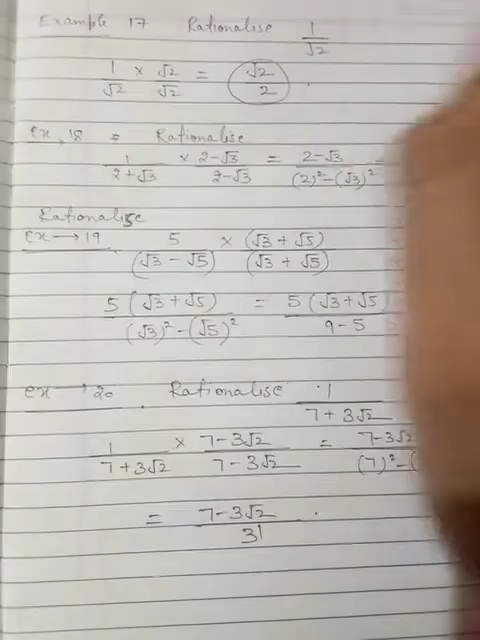 Example 17 Rationalise 1/√2
1/√2 × √2/√2 = √2/2 .
ex → 18 = Rationalise
1/(2+√3) × (2-√3)/(2-√3) = (2-√3)/((2)²-(√3)²) =
Rationalise
ex → 19 5/(√3-√5) × (√3+√5)/(√3+√5)
5(√3+√5)/((√3)²-(√5)²) = 5(√3+√5/(9-5)
ex → 20 . Rationalise 1/(7+3√2)
1/(7+3√2) × (7-3√2)/(7-3√2) = (7-3√2)/((7)²-(
= (7-3√2)/31 .